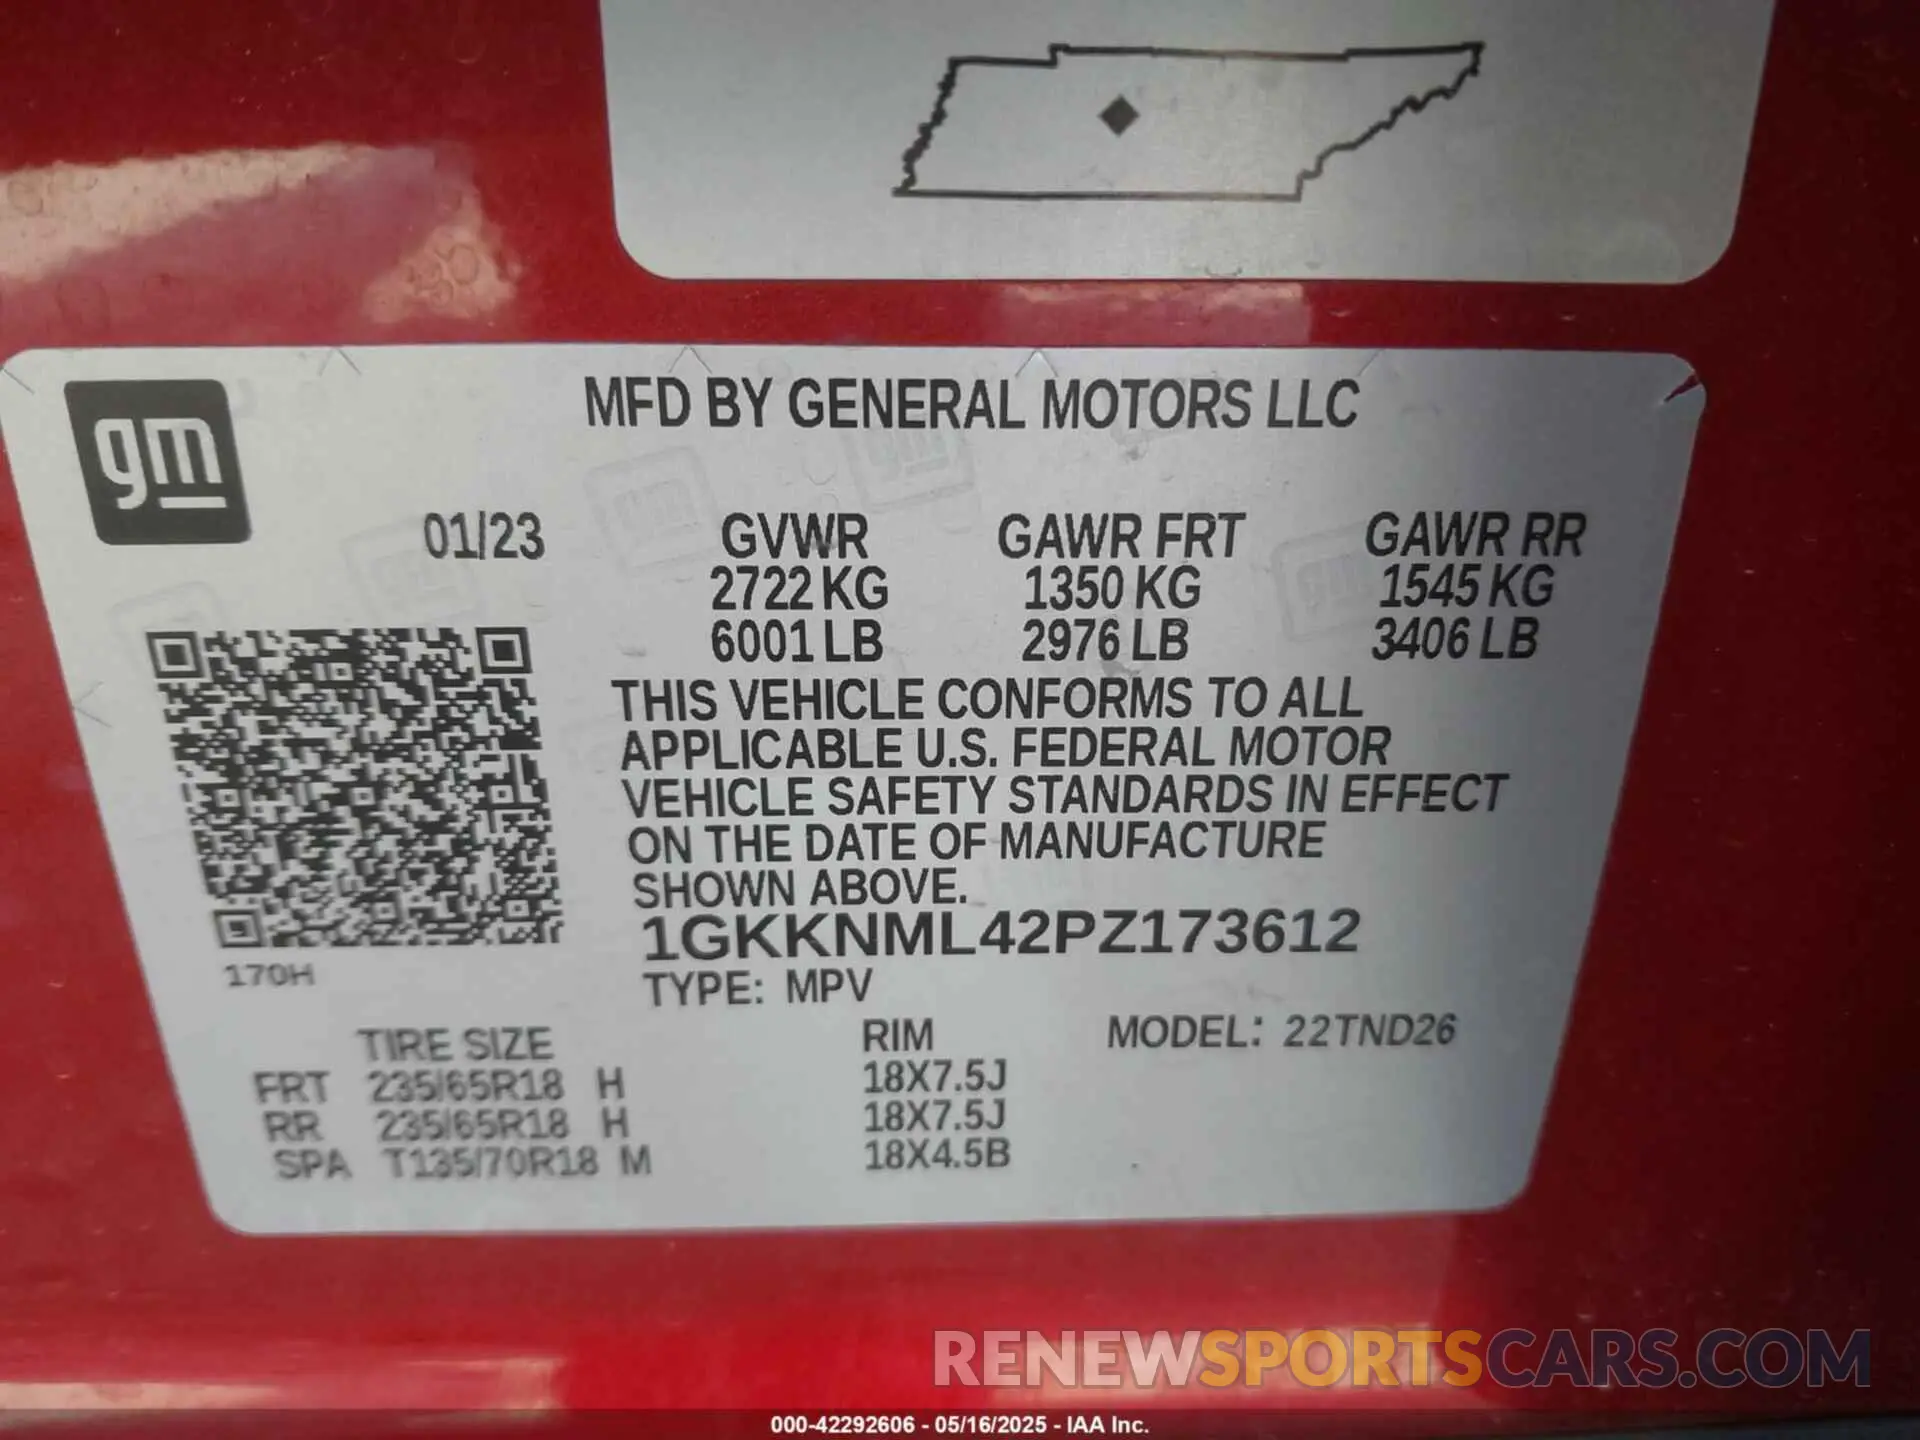 gm
MFD BY GENERAL MOTORS LLC
01/23 GVWR GAWR FRT GAWR RR
2722 KG 1350 KG 1545 KG
6001 LB 2976 LB 3406 LB
THIS VEHICLE CONFORMS TO ALL
APPLICABLE U.S. FEDERAL MOTOR
VEHICLE SAFETY STANDARDS IN EFFECT
ON THE DATE OF MANUFACTURE
SHOWN ABOVE.
1GKKNML42PZ173612
170H
TYPE: MPV
TIRE SIZE RIM MODEL: 22TND26
FRT 235/65R18 H 18X7.5J
RR 235/65R18 H 18X7.5J
SPA T135/70R18 M 18X4.5B
RENEWSPORTSCARS.COM
000-42292606 - 05/16/2025 - IAA Inc.